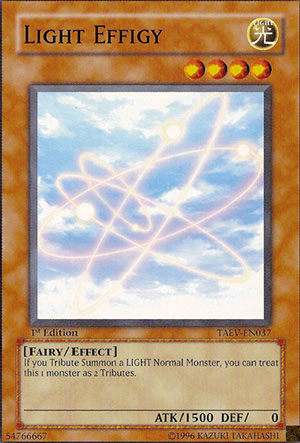 LIGHT EFFIGY
LIGHT
光
1st Edition TAEV-EN037
[FAIRY/EFFECT]
If you Tribute Summon a LIGHT Normal Monster, you can treat
this 1 monster as 2 Tributes.
ATK/1500 DEF/ 0
54766667 ©1996 KAZUKI TAKAHASHI